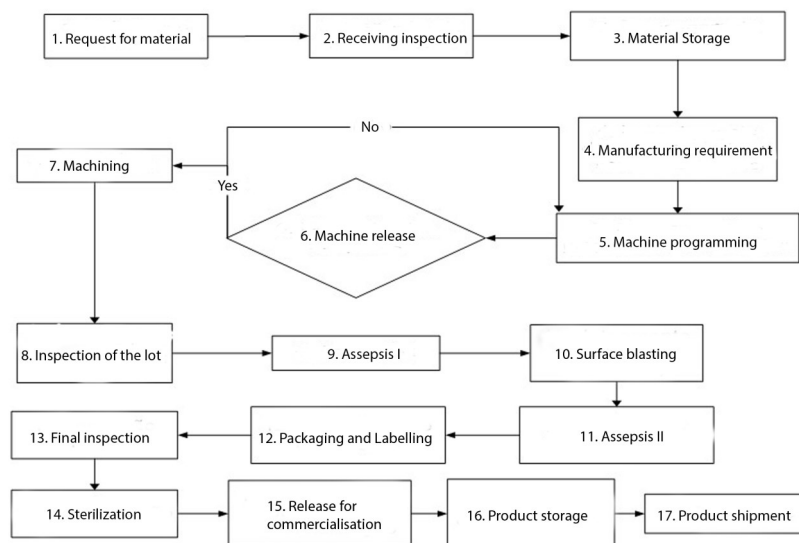 1. Request for material
2. Receiving inspection
3. Material Storage
No
4. Manufacturing requirement
7. Machining
Yes
6. Machine release
5. Machine programming
8. Inspection of the lot
9. Assepsis I
10. Surface blasting
13. Final inspection
12. Packaging and Labelling
11. Assepsis II
14. Sterilization
15. Release for
commercialisation
16. Product storage
17. Product shipment